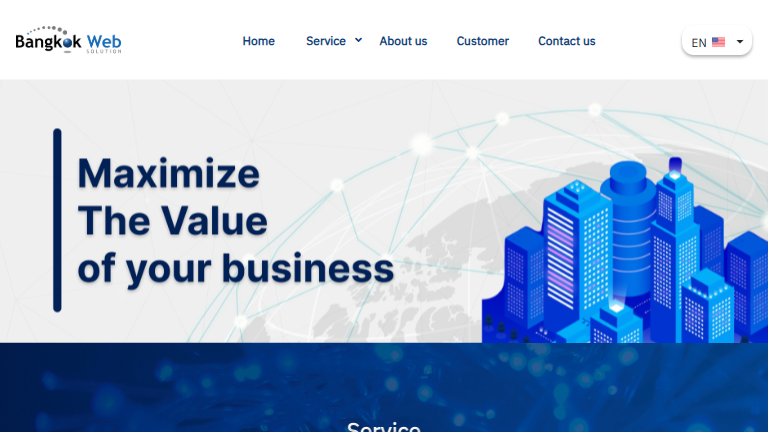 Bangkok Web
SOLUTION
Home
Service
About us
Customer
Contact us
EN
Maximize
The Value
of your business
Service